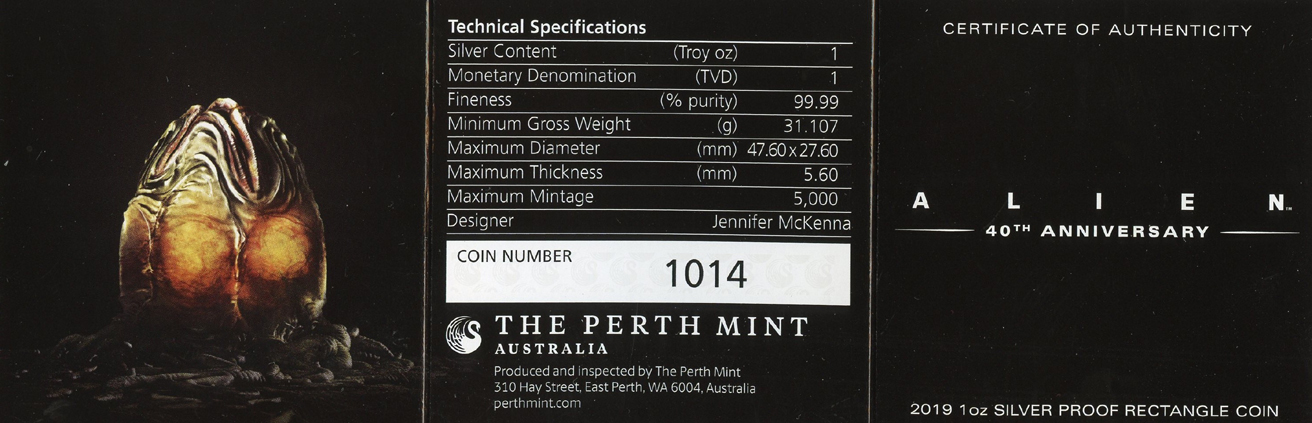 Technical Specifications
Silver Content (Troy oz) 1
Monetary Denomination (TVD) 1
Fineness (% purity) 99.99
Minimum Gross Weight (g) 31.107
Maximum Diameter (mm) 47.60 x 27.60
Maximum Thickness (mm) 5.60
Maximum Mintage 5,000
Designer Jennifer McKenna
COIN NUMBER
1014
THE PERTH MINT
AUSTRALIA
Produced and inspected by The Perth Mint
310 Hay Street, East Perth, WA 6004, Australia
perthmint.com
CERTIFICATE OF AUTHENTICITY
A L I E N™
40TH ANNIVERSARY
2019 1oz SILVER PROOF RECTANGLE COIN